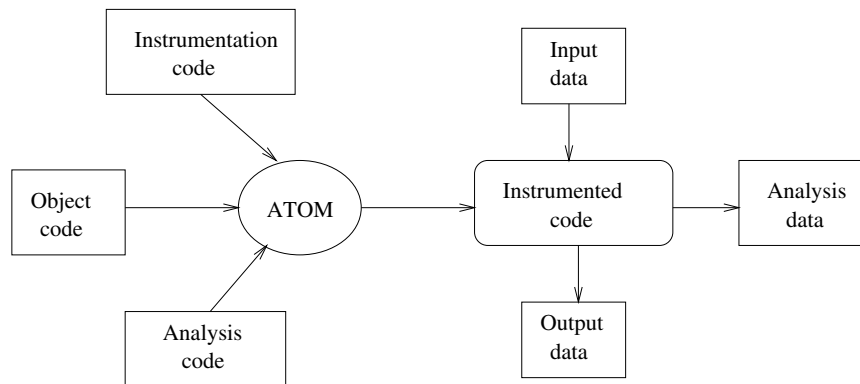 Instrumentation
code
Input
data
Object
code
ATOM
Instrumented
code
Analysis
data
Analysis
code
Output
data